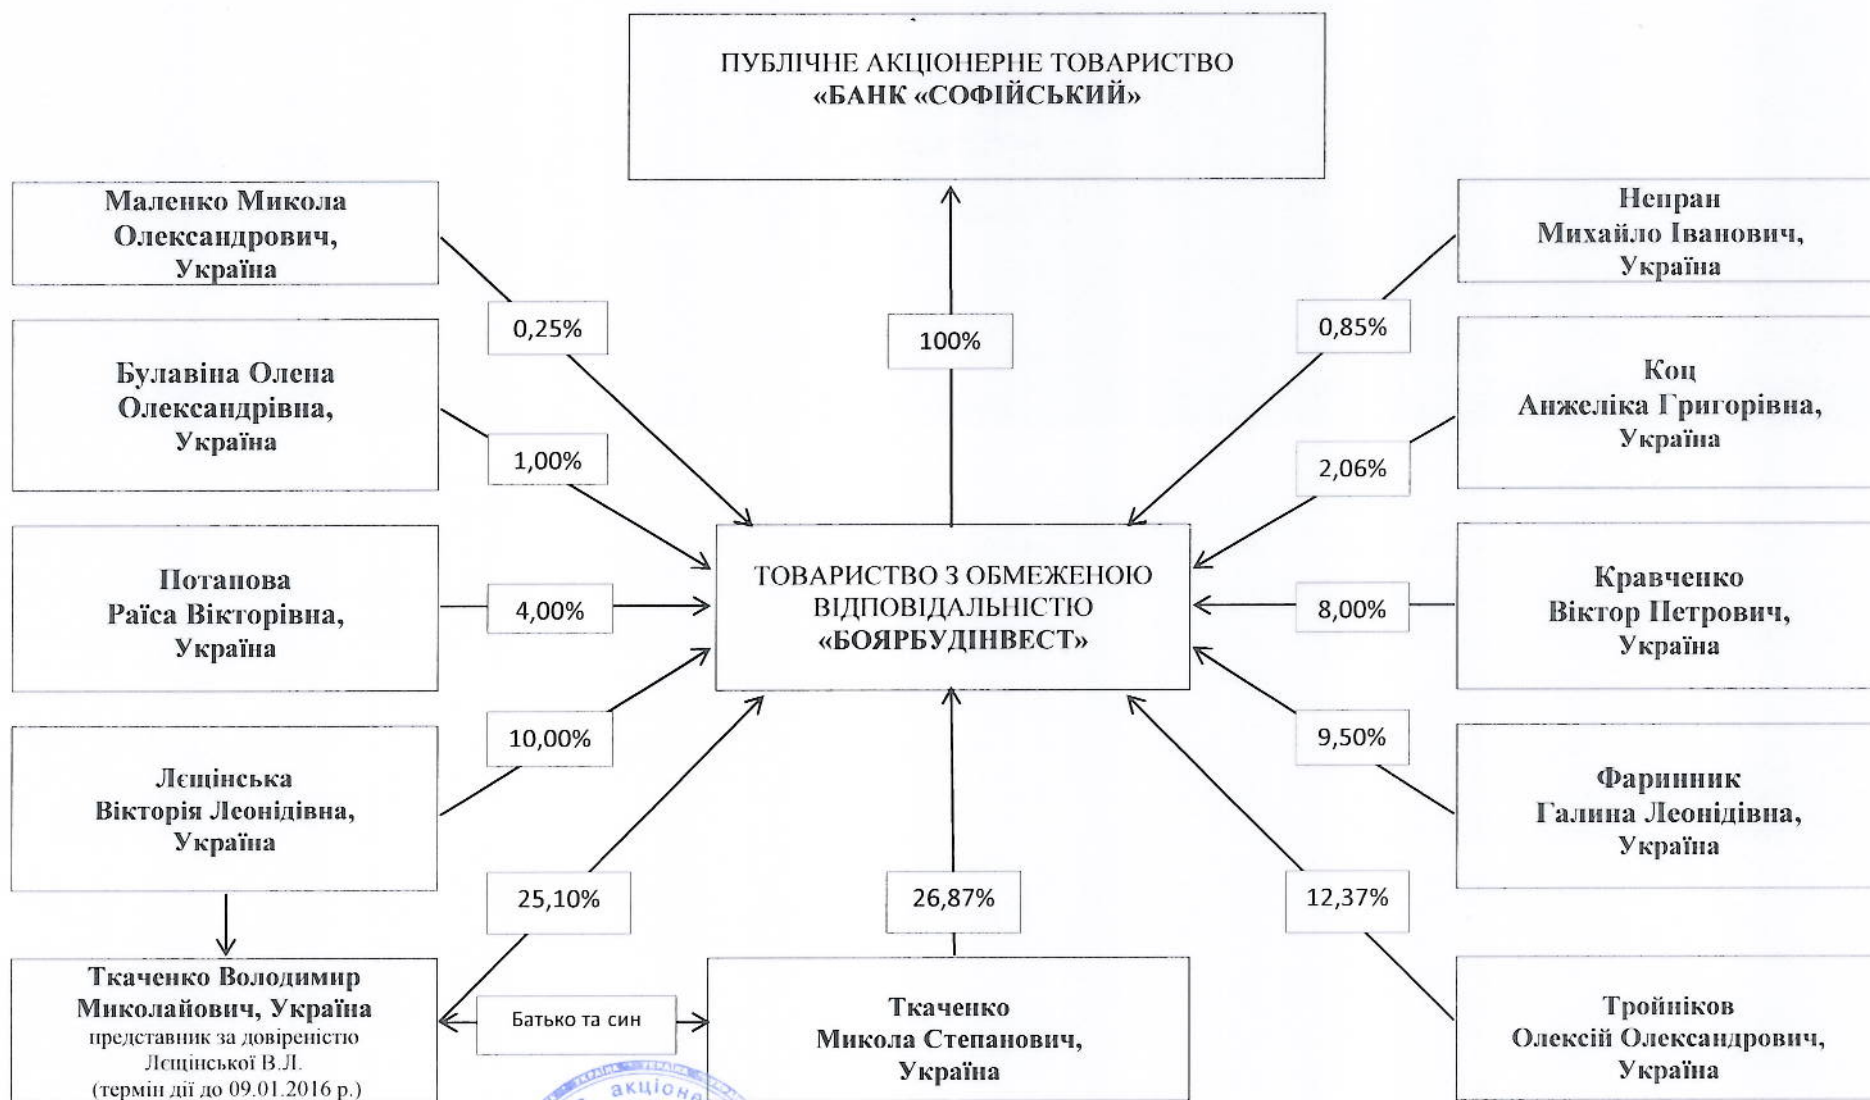 ПУБЛІЧНЕ АКЦІОНЕРНЕ ТОВАРИСТВО
«БАНК «СОФІЙСЬКИЙ»
Маленко Микола
Олександрович,
Україна
0,25%
Булавіна Олена
Олександрівна,
Україна
1,00%
Потапова
Раїса Вікторівна,
Україна
4,00%
Лєщінська
Вікторія Леонідівна,
Україна
10,00%
Ткаченко Володимир
Миколайович, Україна
представник за довіреністю
Лєщінської В.Л.
(термін дії до 09.01.2016 р.)
25,10%
Батько та син
100%
ТОВАРИСТВО З ОБМЕЖЕНОЮ
ВІДПОВІДАЛЬНІСТЮ
«БОЯРБУДІНВЕСТ»
26,87%
Ткаченко
Микола Степанович,
Україна
Непран
Михайло Іванович,
Україна
0,85%
Коц
Анжеліка Григорівна,
Україна
2,06%
Кравченко
Віктор Петрович,
Україна
8,00%
Фаринник
Галина Леонідівна,
Україна
9,50%
Тройніков
Олексій Олександрович,
Україна
12,37%